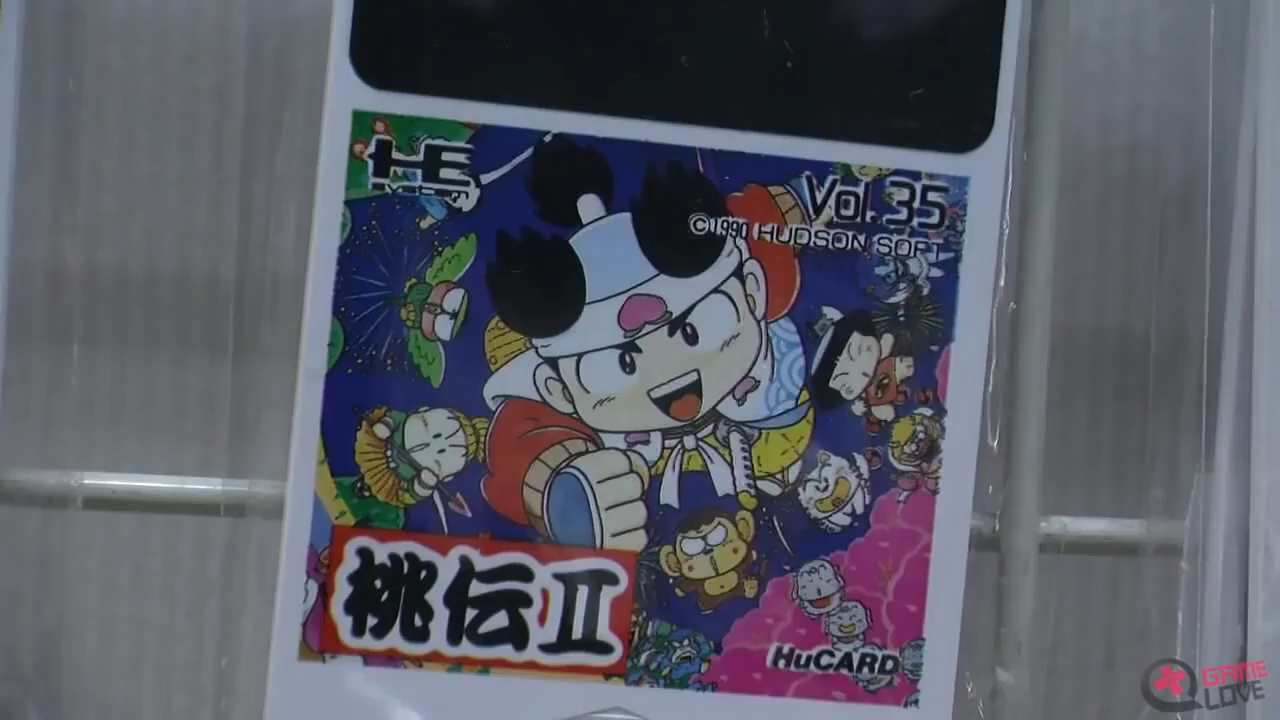 HE
Vol.35
©1990 HUDSON SOFT
桃伝II
HuCARD
GAME
LOVE